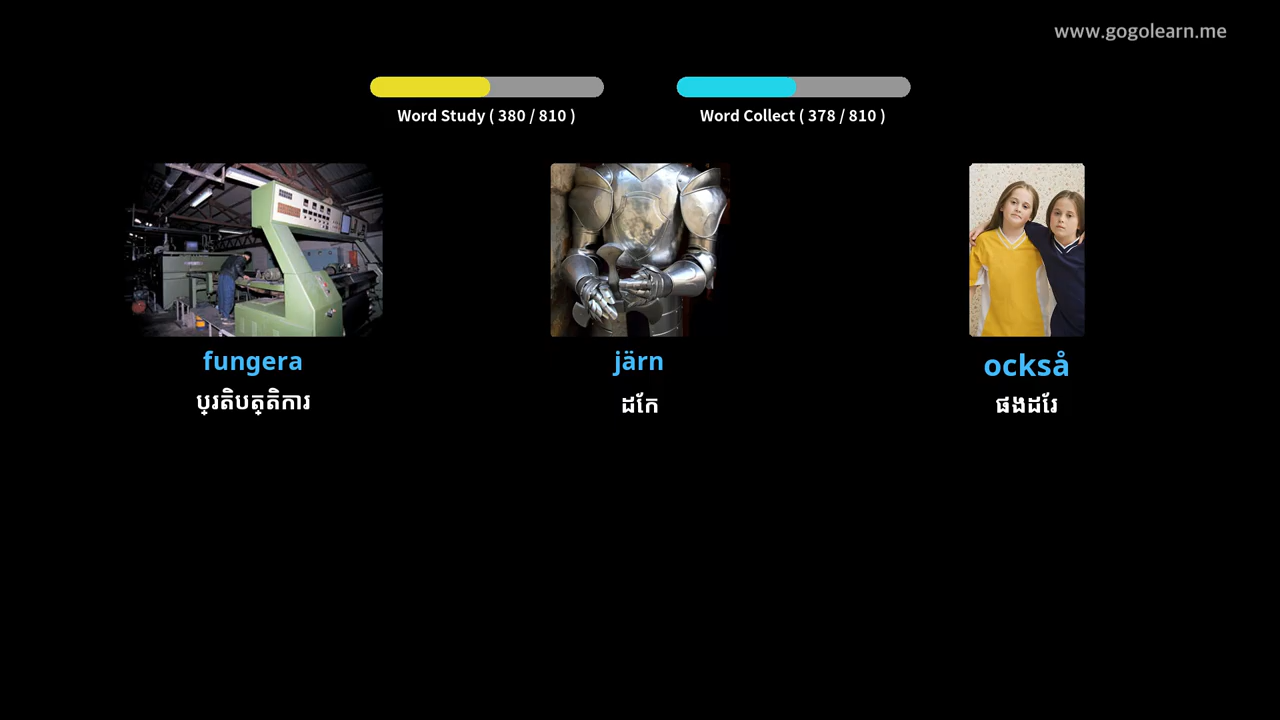 www.gogolearn.me
Word Study ( 380 / 810 )
Word Collect ( 378 / 810 )
fungera
järn
också
ប្រតិបត្តិការ
ដែក
ផងដែរ